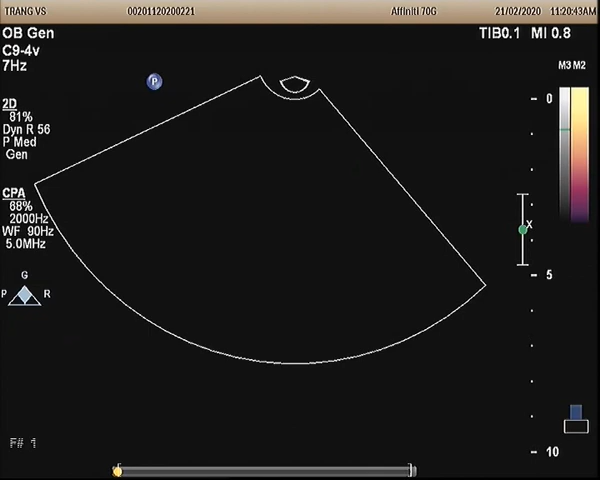 TRANG VS 00201120200221 Affiniti 70G 21/02/2020 11:20:43AM
OB Gen TIB0.1 MI 0.8
C9-4v
7Hz
M3 M2
P
0
2D
81%
Dyn R 56
P Med
Gen
CPA
68%
2000Hz
WF 90Hz
5.0MHz
X
5
G
P R
F# 1
10